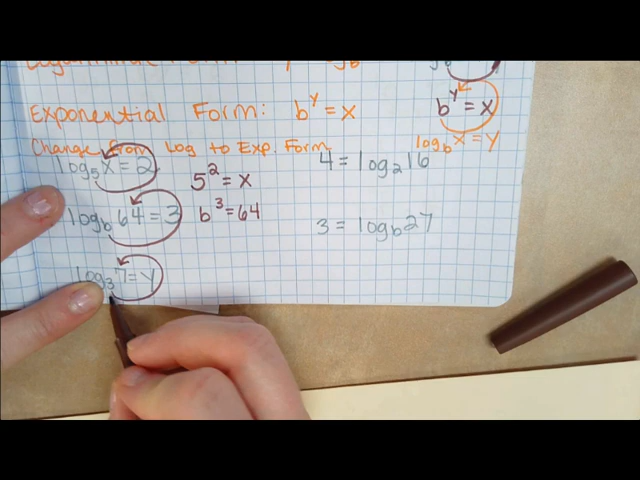 Exponential Form: b^y = x
b^y = x
log_b x = y
Change from Log to Exp. Form
log_5 x = 2
5^2 = x
4 = log_2 16
log_b 64 = 3
b^3 = 64
3 = log_b 27
log_3 7 = y